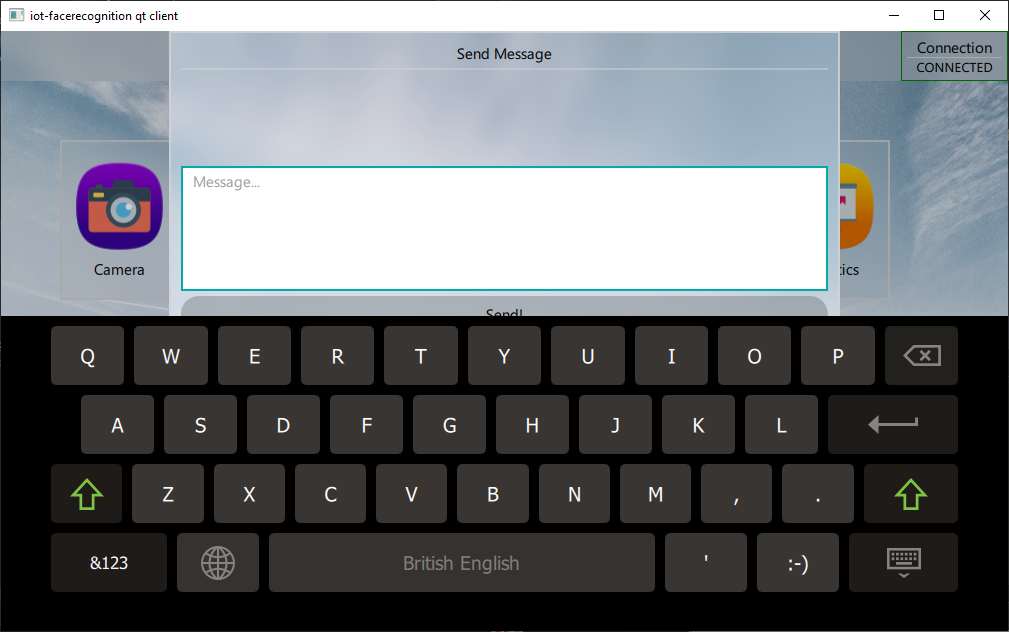 iot-facerecognition qt client
Send Message
Connection
CONNECTED
Message...
Camera
tics
Send!
Q W E R T Y U I O P
A S D F G H J K L
Z X C V B N M , .
&123 British English ' :-)